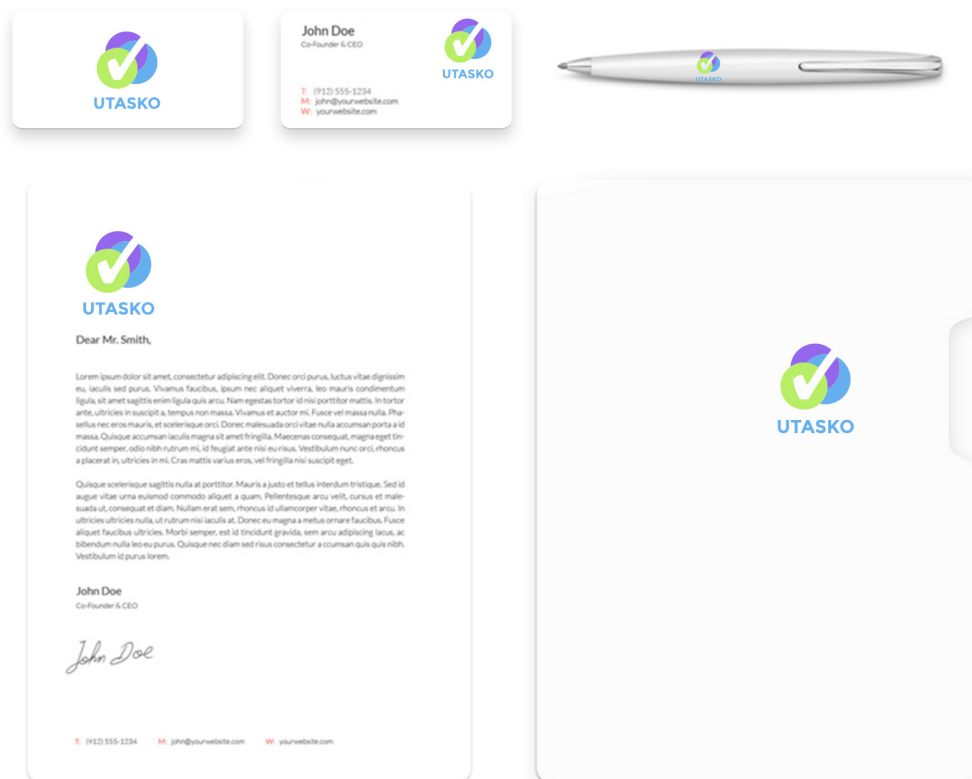 UTASKO
John Doe
Co-Founder & CEO
UTASKO
T: (912) 555-1234
M: john@yourwebsite.com
W: yourwebsite.com
UTASKO
UTASKO
Dear Mr. Smith,
Lorem ipsum dolor sit amet, consectetur adipiscing elit. Donec orci purus, luctus vitae dignissim
eu, iaculis sed purus. Vivamus faucibus, ipsum nec aliquet viverra, leo mauris condimentum
ligula, sit amet sagittis enim ligula quis arcu. Nam egestas tortor id nisi porttitor mattis. In tortor
ante, ultricies in suscipit a, tempus non massa. Vivamus et auctor mi. Fusce vel massa nulla. Pha-
sellus nec eros mauris, et scelerisque orci. Donec malesuada orci vitae nulla accumsan porta a id
massa. Quisque accumsan iaculis magna sit amet fringilla. Maecenas consequat, magna eget tin-
cidunt semper, odio nibh rutrum mi, id feugiat ante nisi eu risus. Vestibulum nunc orci, rhoncus
a placerat in, ultricies in mi. Cras mattis varius eros, vel fringilla nisi suscipit eget.
Quisque scelerisque sagittis nulla at porttitor. Mauris a justo et tellus interdum tristique. Sed id
augue vitae urna euismod commodo aliquet a quam. Pellentesque arcu velit, cursus et male-
suada ut, consequat et diam. Nullam erat sem, rhoncus id ullamcorper vitae, rhoncus et arcu. In
ultricies ultricies nulla, ut rutrum nisi iaculis at. Donec eu magna a metus ornare faucibus. Fusce
aliquet faucibus ultricies. Morbi semper, est id tincidunt gravida, sem arcu adipiscing lacus, ac
bibendum nulla leo eu purus. Quisque nec diam sed risus consectetur a ccumsan quis quis nibh.
Vestibulum id purus lorem.
John Doe
Co-Founder & CEO
John Doe
T: (912) 555-1234 M: john@yourwebsite.com W: yourwebsite.com
UTASKO